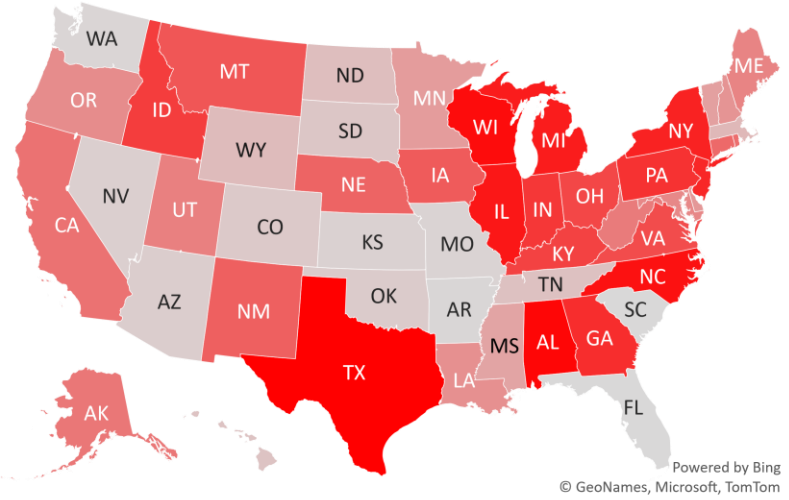 WA
MT
ND
ME
OR
ID
MN
SD
WI
MI
NY
WY
IA
PA
NE
NV
UT
IL
IN
OH
CA
CO
KS
MO
VA
KY
NC
AZ
NM
OK
TN
AR
SC
MS
AL
GA
TX
LA
AK
FL
Powered by Bing
© GeoNames, Microsoft, TomTom